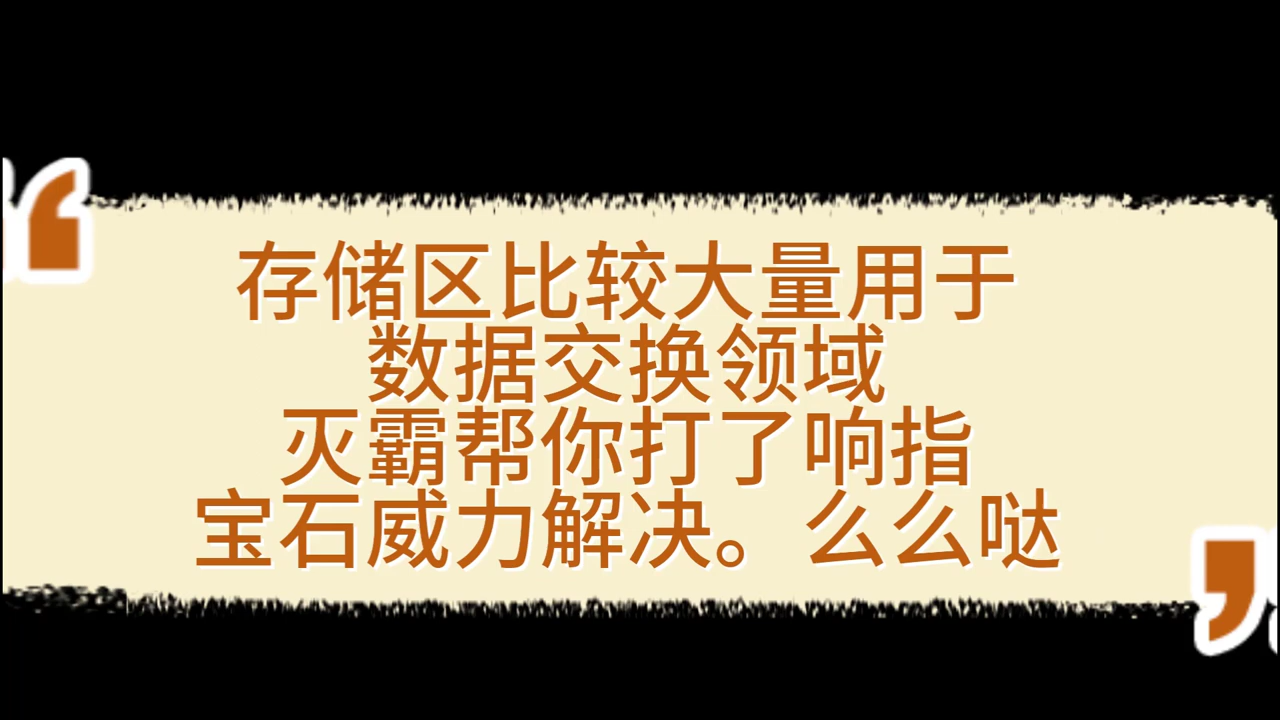 存储区比较大量用于
数据交换领域
灭霸帮你打了响指
宝石威力解决。么么哒